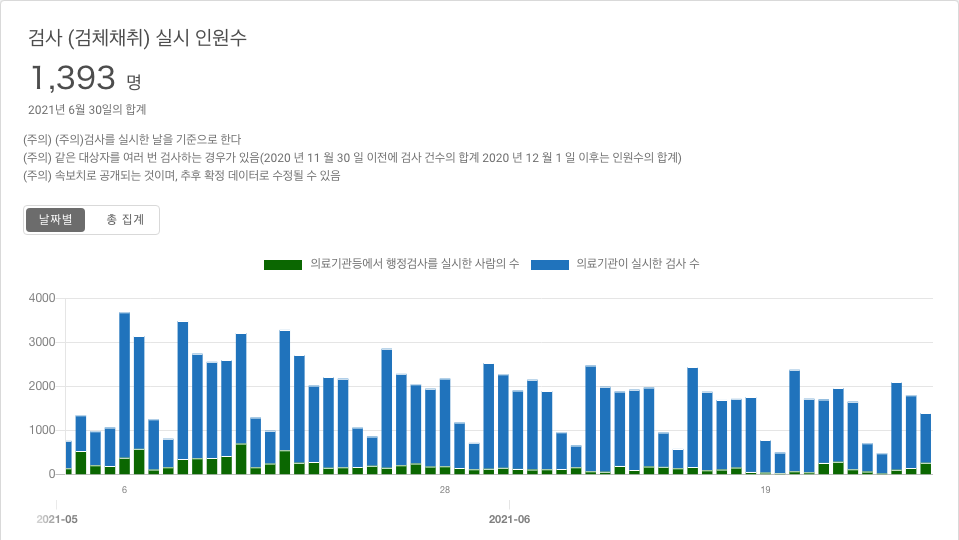 검사 (검체채취) 실시 인원수
1,393 명
2021년 6월 30일의 합계
(주의) (주의)검사를 실시한 날을 기준으로 한다
(주의) 같은 대상자를 여러 번 검사하는 경우가 있음(2020 년 11 월 30 일 이전에 검사 건수의 합계 2020 년 12 월 1 일 이후는 인원수의 합계)
(주의) 속보치로 공개되는 것이며, 추후 확정 데이터로 수정될 수 있음
날짜별 총 집계
의료기관등에서 행정검사를 실시한 사람의 수 의료기관이 실시한 검사 수
4000
3000
2000
1000
0
6 28 19
2021-05 2021-06